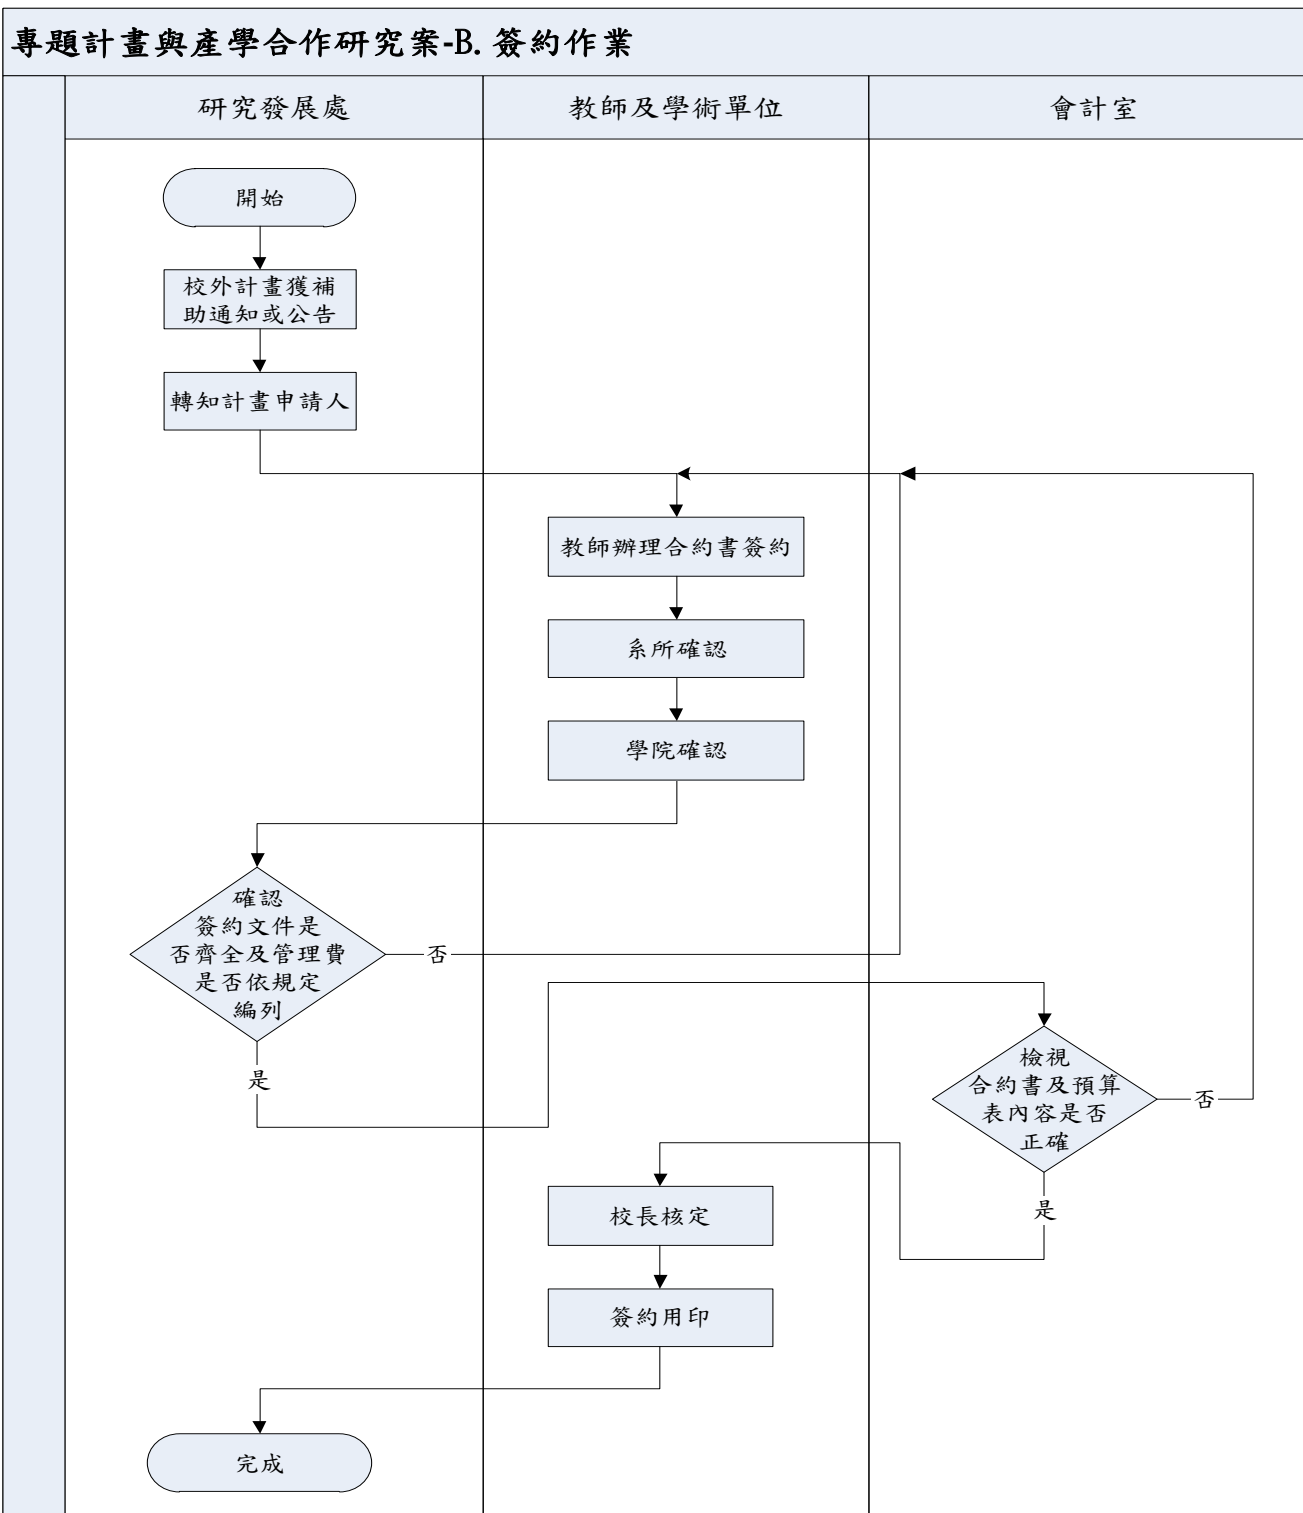 專題計畫與產學合作研究案-B. 簽約作業
研究發展處
教師及學術單位
會計室
開始
校外計畫獲補
助通知或公告
轉知計畫申請人
教師辦理合約書簽約
系所確認
學院確認
確認
簽約文件是
否齊全及管理費
是否依規定
編列
否
是
檢視
合約書及預算
表內容是否
正確
否
是
校長核定
簽約用印
完成